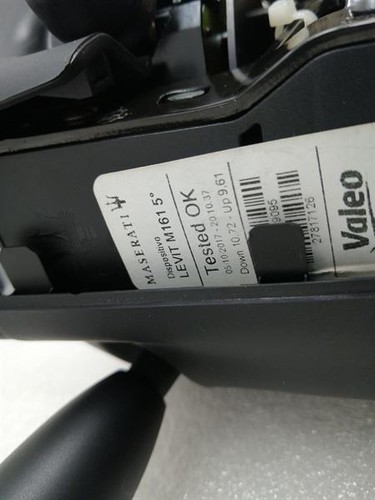 MASERATI
Dispositivo
LEVIT M161 5°
Tested OK
05-10-2017 - 20 10.37
Down 10.72 - Up 9.61
9095
27817126
Valeo